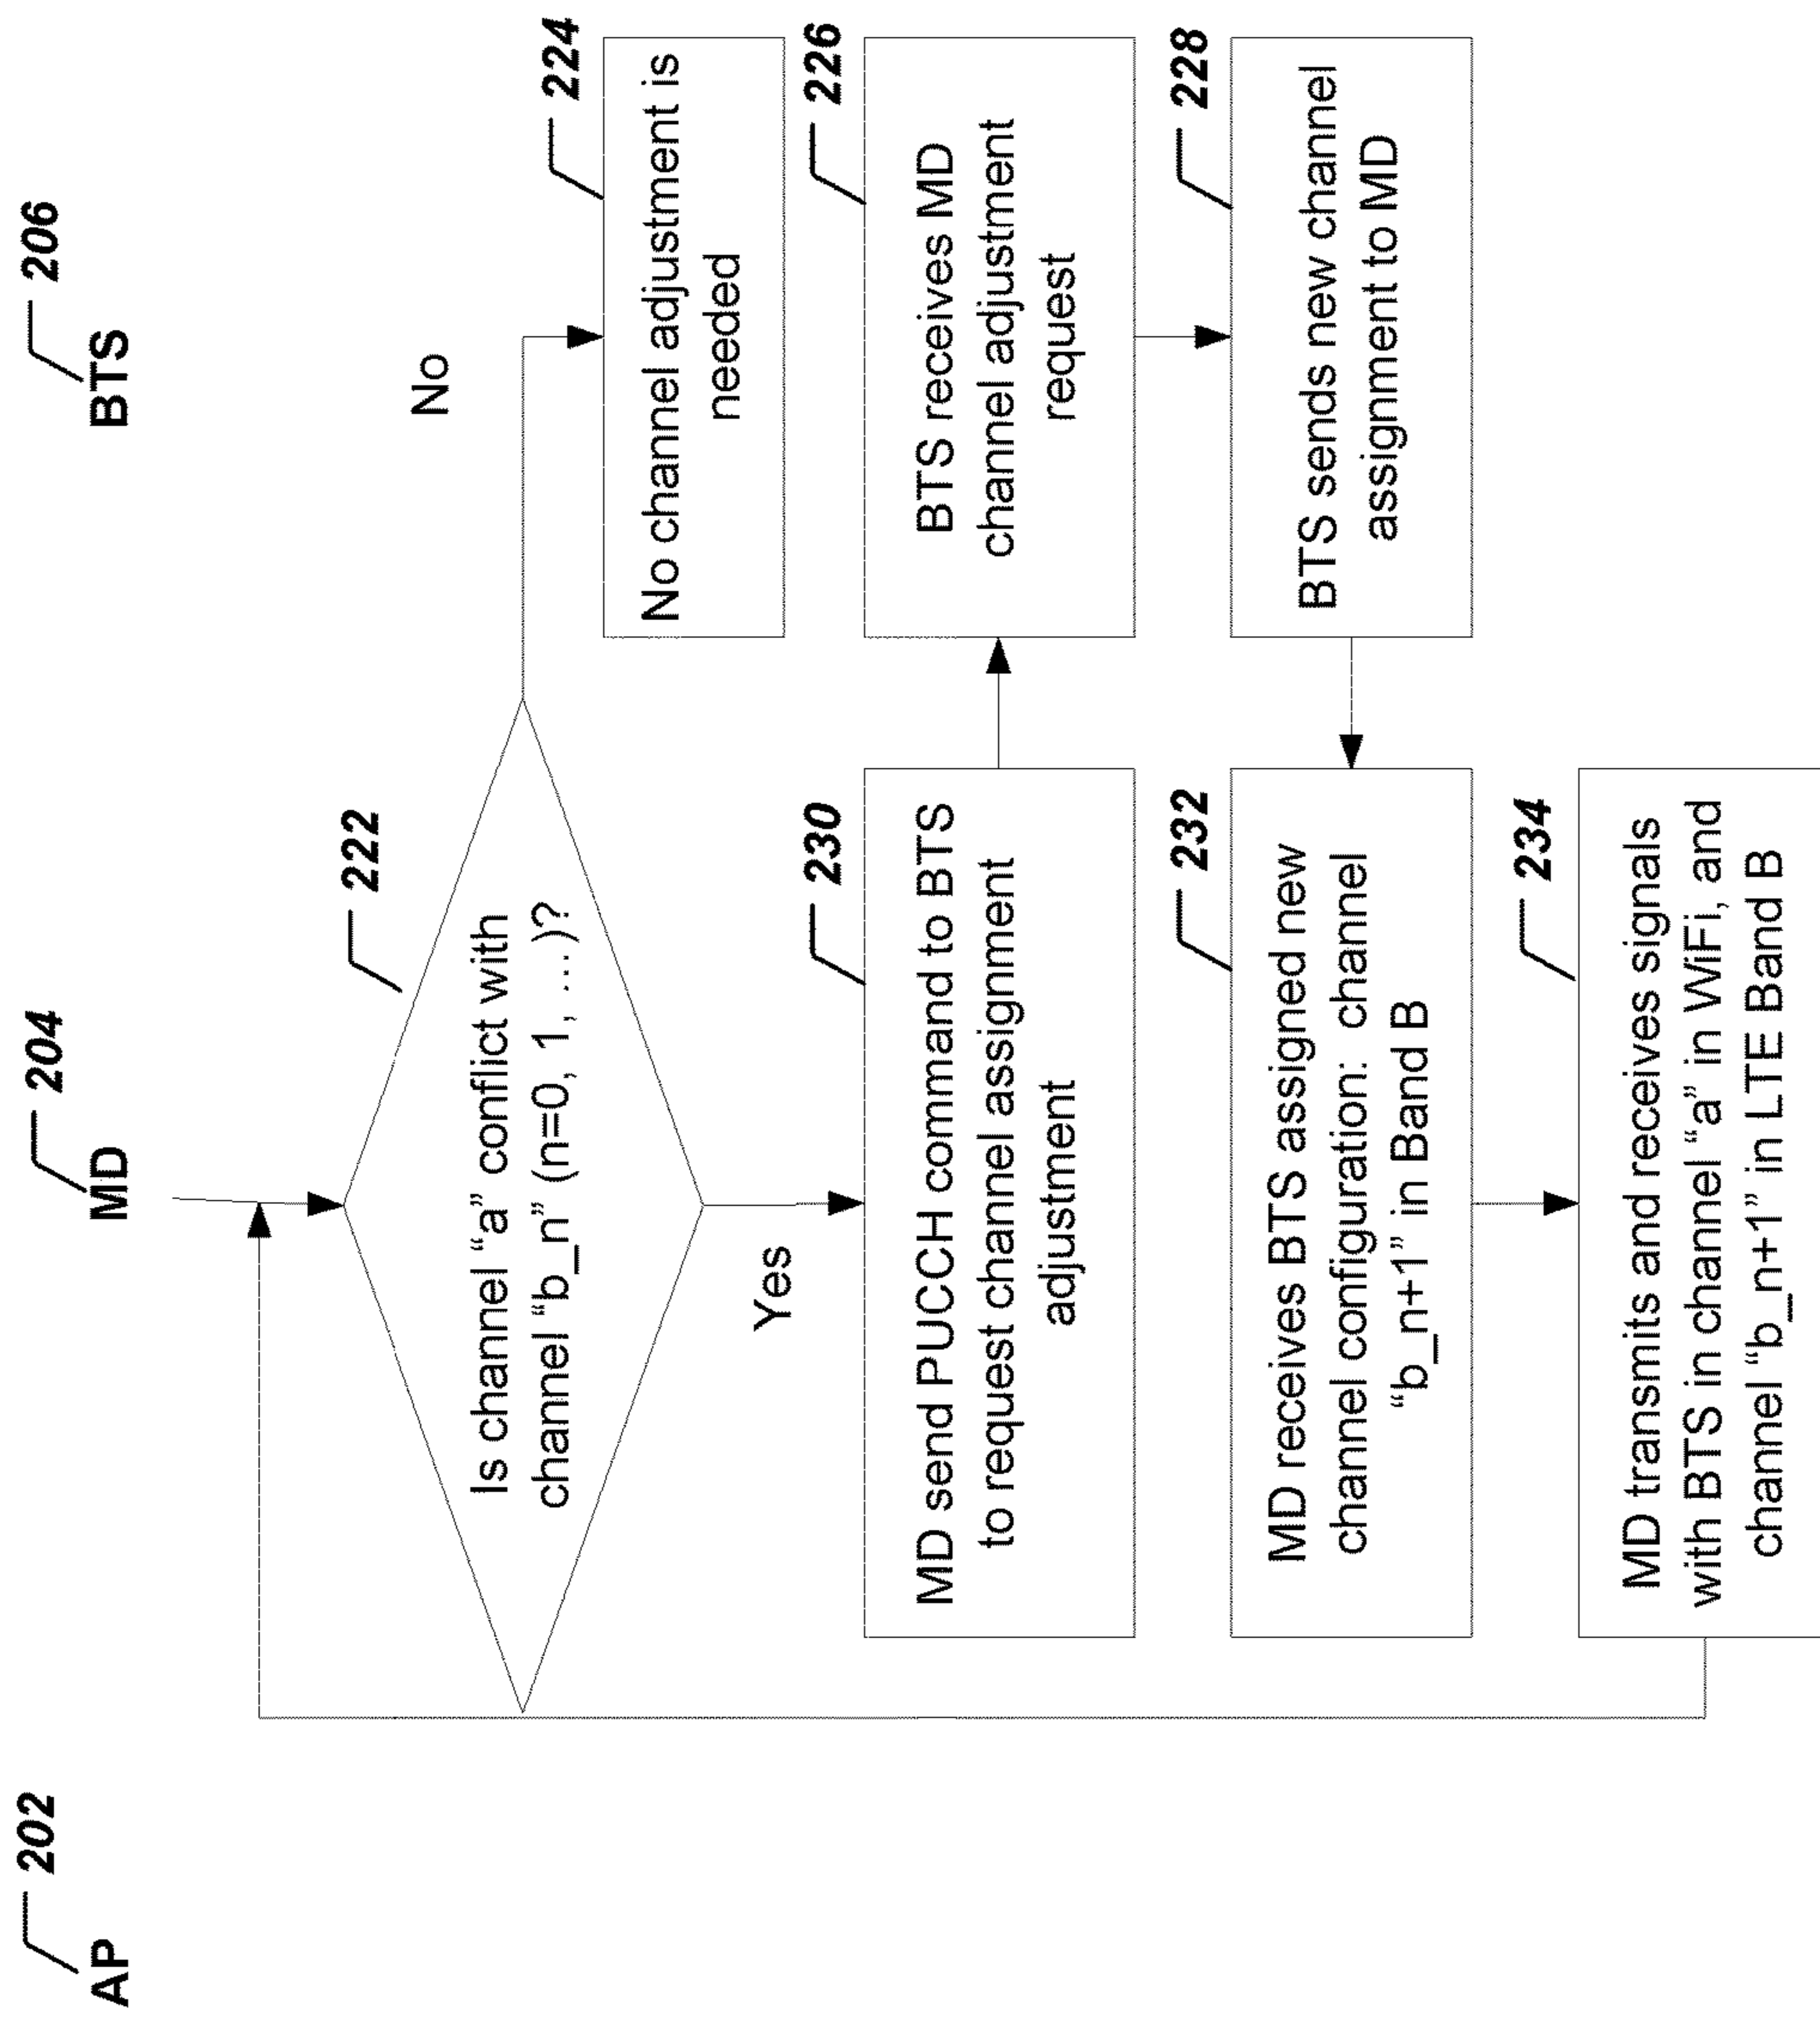 202
AP
204
MD
206
BTS
222
Is channel “a” conflict with
channel “b_n” (n=0, 1, …)?
No
Yes
224
No channel adjustment is
needed
230
MD send PUCCH command to BTS
to request channel assignment
adjustment
226
BTS receives MD
channel adjustment
request
232
MD receives BTS assigned new
channel configuration: channel
“b_n+1” in Band B
228
BTS sends new channel
assignment to MD
234
MD transmits and receives signals
with BTS in channel “a” in WiFi, and
channel “b_n+1” in LTE Band B